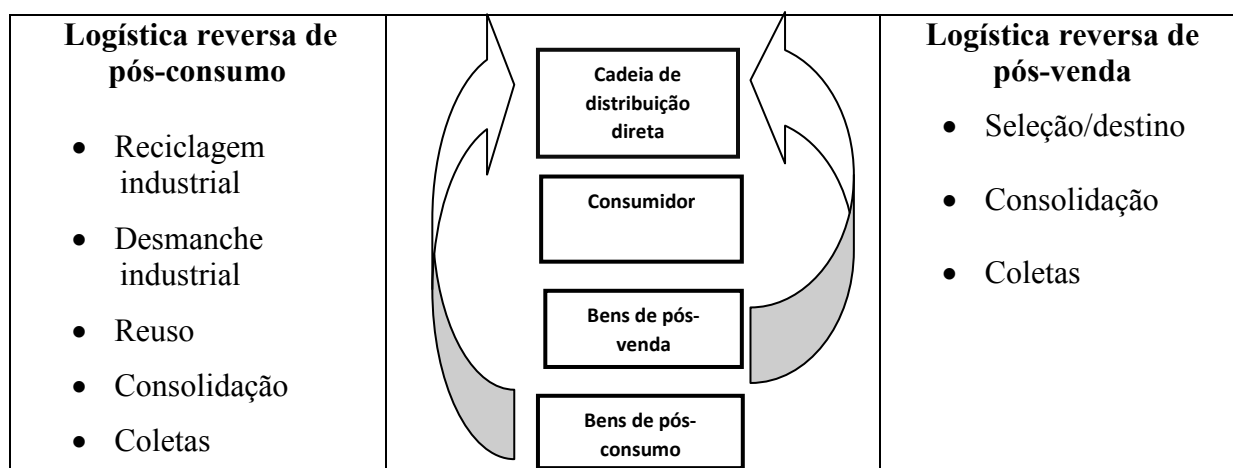 Logística reversa de
pós-consumo
• Reciclagem
industrial
• Desmanche
industrial
• Reuso
• Consolidação
• Coletas
Cadeia de
distribuição
direta
Consumidor
Bens de pós-
venda
Bens de pós-
consumo
Logística reversa de
pós-venda
• Seleção/destino
• Consolidação
• Coletas